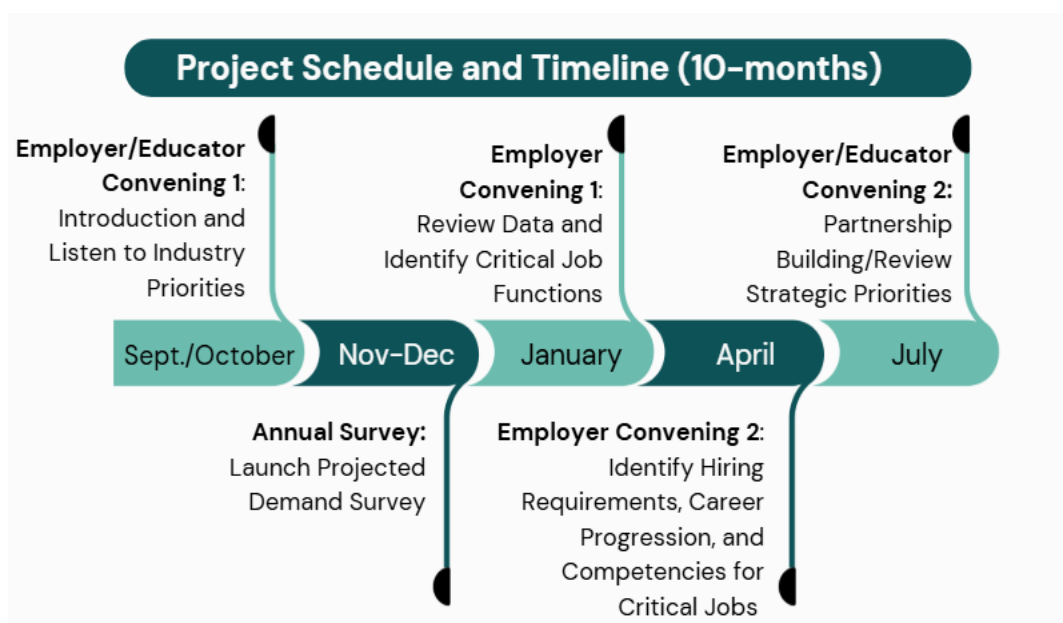 Project Schedule and Timeline (10-months)
Employer/Educator
Convening 1:
Introduction and
Listen to Industry
Priorities
Employer
Convening 1:
Review Data and
Identify Critical Job
Functions
Employer/Educator
Convening 2:
Partnership
Building/Review
Strategic Priorities
Sept./October
Nov-Dec
January
April
July
Annual Survey:
Launch Projected
Demand Survey
Employer Convening 2:
Identify Hiring
Requirements, Career
Progression, and
Competencies for
Critical Jobs